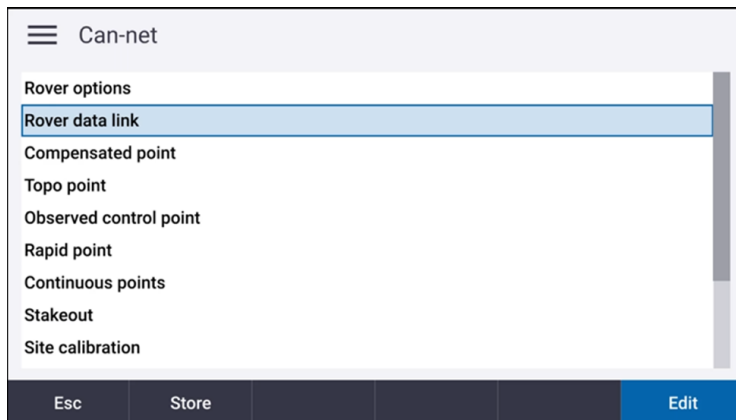 Can-net
Rover options
Rover data link
Compensated point
Topo point
Observed control point
Rapid point
Continuous points
Stakeout
Site calibration
Esc Store Edit